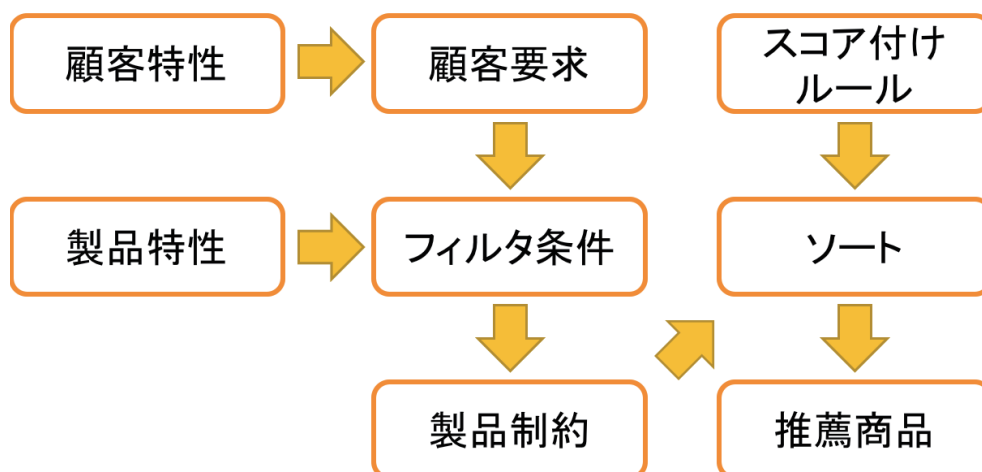 顧客特性
顧客要求
スコア付け
ルール
製品特性
フィルタ条件
ソート
製品制約
推薦商品